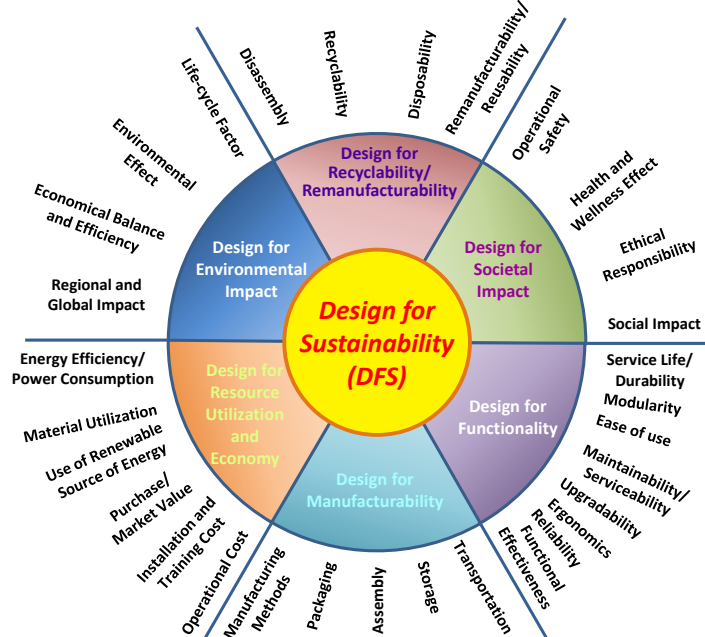 Design for
Sustainability
(DFS)
Design for
Recyclability/
Remanufacturability
Disassembly
Recyclability
Disposability
Remanufacturability/
Reusability
Design for
Societal
Impact
Operational
Safety
Health and
Wellness Effect
Ethical
Responsibility
Social Impact
Design for
Functionality
Service Life/
Durability
Modularity
Ease of use
Maintainability/
Serviceability
Upgradability
Ergonomics
Reliability
Functional
Effectiveness
Design for
Manufacturability
Transportation
Storage
Assembly
Packaging
Manufacturing
Methods
Design for
Resource
Utilization
and
Economy
Operational Cost
Installation and
Training Cost
Purchase/
Market Value
Use of Renewable
Source of Energy
Material Utilization
Energy Efficiency/
Power Consumption
Design for
Environmental
Impact
Regional and
Global Impact
Economical Balance
and Efficiency
Environmental
Effect
Life-cycle Factor